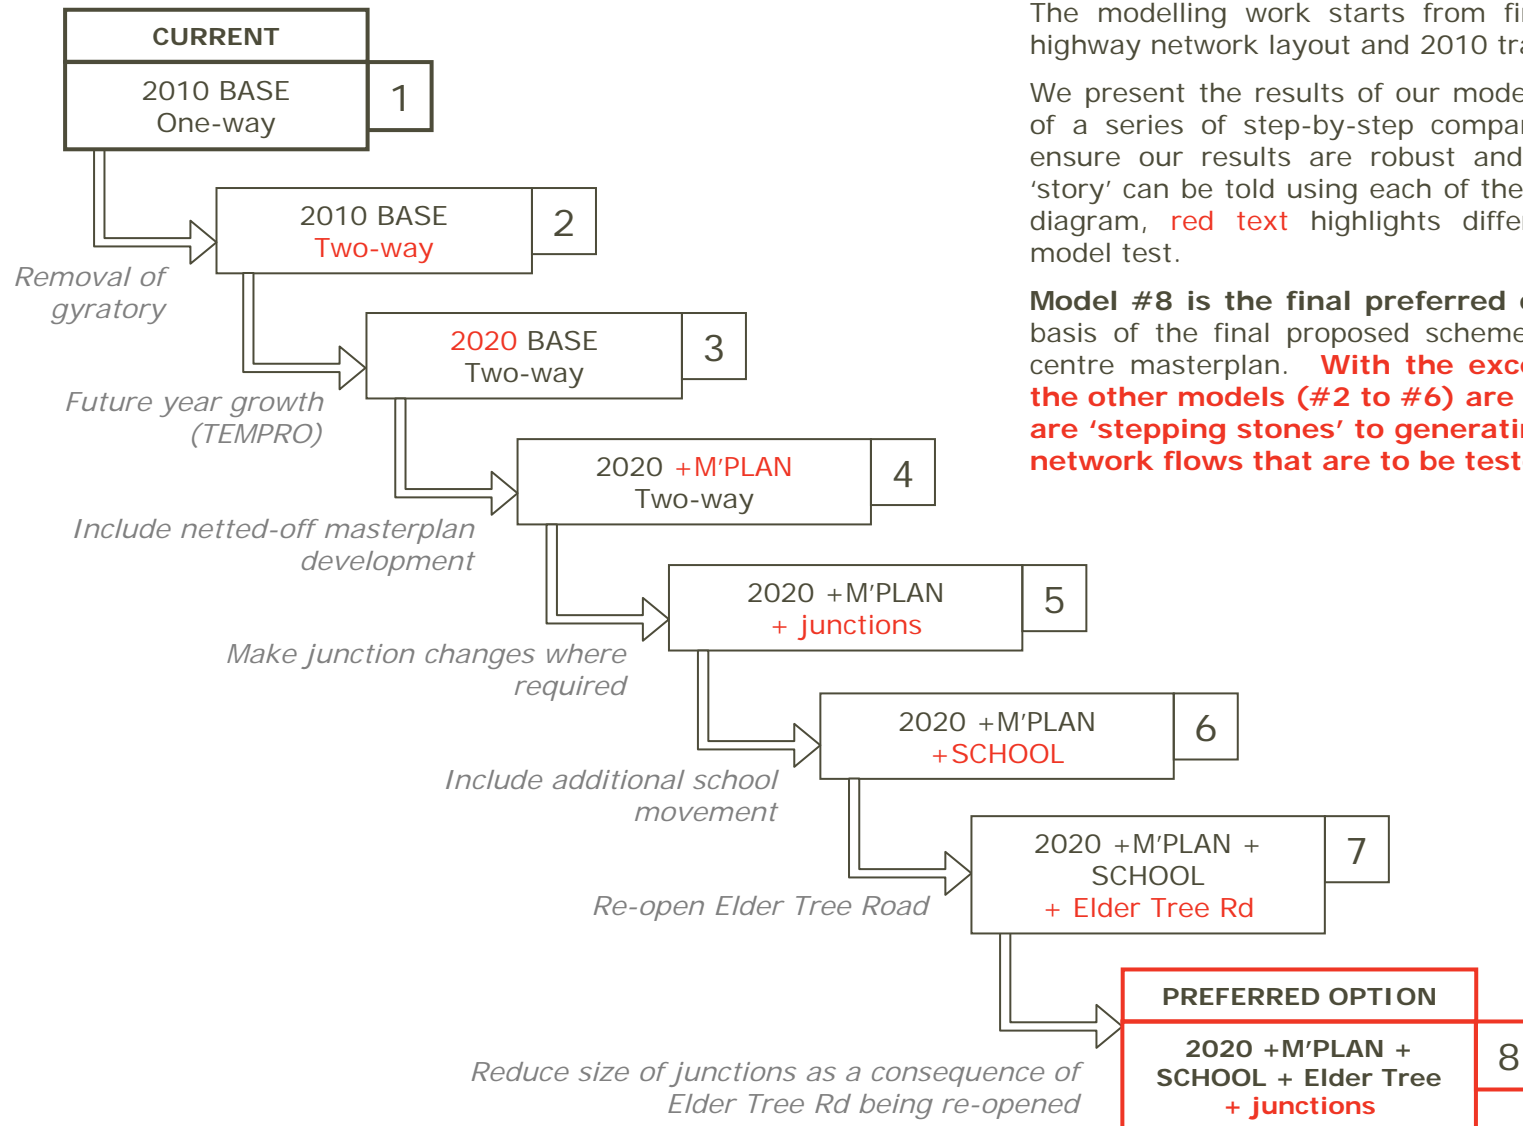 CURRENT
2010 BASE
One-way
1
Removal of
gyratory
2010 BASE
Two-way
2
Future year growth
(TEMPRO)
2020 BASE
Two-way
3
Include netted-off masterplan
development
2020 +M'PLAN
Two-way
4
Make junction changes where
required
2020 +M'PLAN
+ junctions
5
Include additional school
movement
2020 +M'PLAN
+SCHOOL
6
Re-open Elder Tree Road
2020 +M'PLAN +
SCHOOL
+ Elder Tree Rd
7
Reduce size of junctions as a consequence of
Elder Tree Rd being re-opened
PREFERRED OPTION
2020 +M'PLAN +
SCHOOL + Elder Tree
+ junctions
8
The modelling work starts from
highway network layout and 2010
We present the results of our
of a series of step-by-step
ensure our results are robust and
'story' can be told using each of the
diagram, red text highlights
model test.
Model #8 is the final preferred
basis of the final proposed scheme
centre masterplan. With the
the other models (#2 to #6) are
are 'stepping stones' to
network flows that are to be